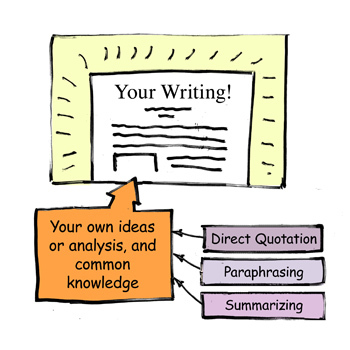 Your Writing!
Your own ideas
or analysis, and
common
knowledge
Direct Quotation
Paraphrasing
Summarizing